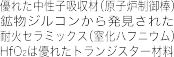 優れた中性子吸収材（原子炉制御棒）
鉱物ジルコンから発見された
耐火セラミックス（窒化ハフニウム）
HfO₂は優れたトランジスター材料